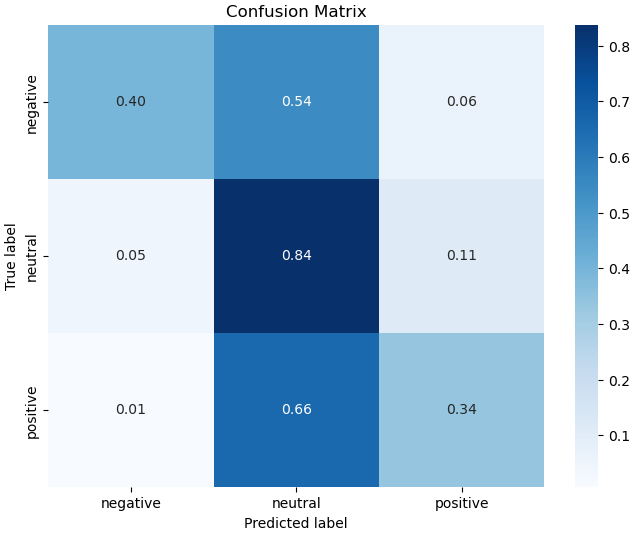 Confusion Matrix
negative 0.40 0.54 0.06
neutral 0.05 0.84 0.11
positive 0.01 0.66 0.34
negative neutral positive
Predicted label
True label
0.8
0.7
0.6
0.5
0.4
0.3
0.2
0.1